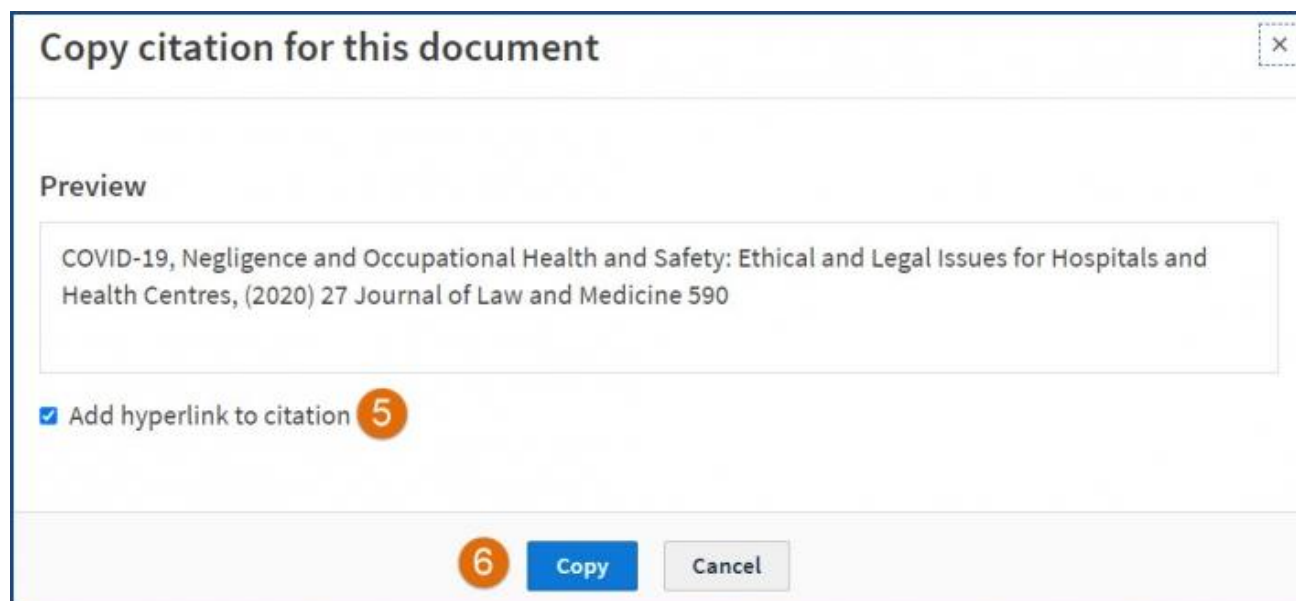 Copy citation for this document
×
Preview
COVID-19, Negligence and Occupational Health and Safety: Ethical and Legal Issues for Hospitals and
Health Centres, (2020) 27 Journal of Law and Medicine 590
Add hyperlink to citation 5
6 Copy Cancel